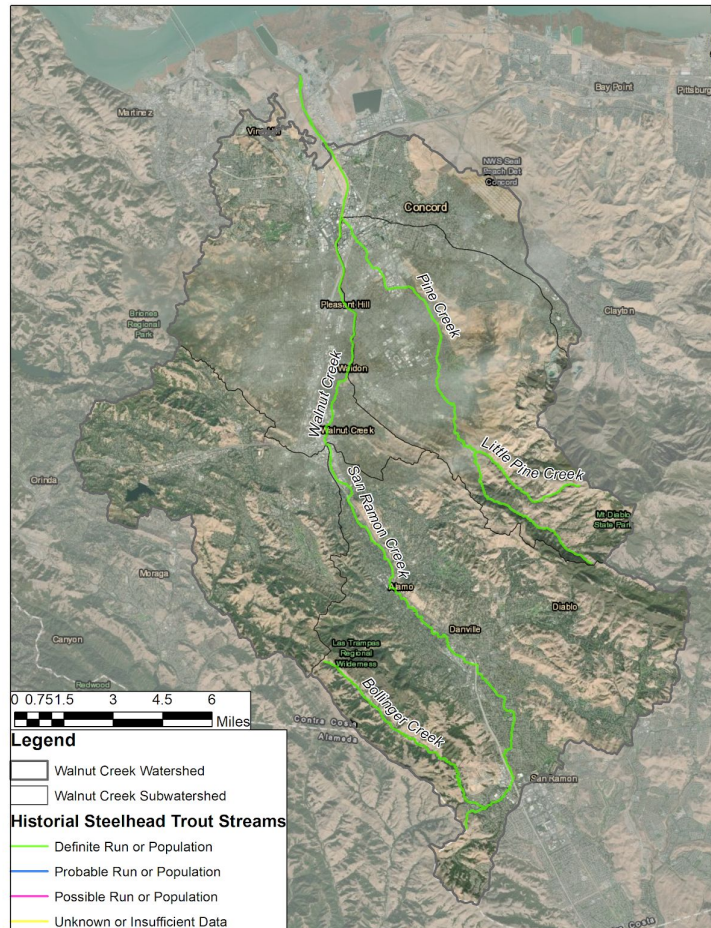 Martinez
Vine Hill
Bay Point
Pittsburg
NWS Seal
Beach Det
Concord
Concord
Pine Creek
Clayton
Pleasant Hill
Briones
Regional
Park
Waldon
Walnut Creek
Walnut Creek
Little Pine Creek
Orinda
San Ramon Creek
Mt Diablo
State Park
Moraga
Alamo
Diablo
Danville
Canyon
Las Trampas
Regional
Wilderness
Redwood
Bollinger Creek
0 0.75 1.5 3 4.5 6
Miles
Contra Costa
Alameda
San Ramon
Legend
Walnut Creek Watershed
Walnut Creek Subwatershed
Historial Steelhead Trout Streams
Definite Run or Population
Probable Run or Population
Possible Run or Population
Unknown or Insufficient Data